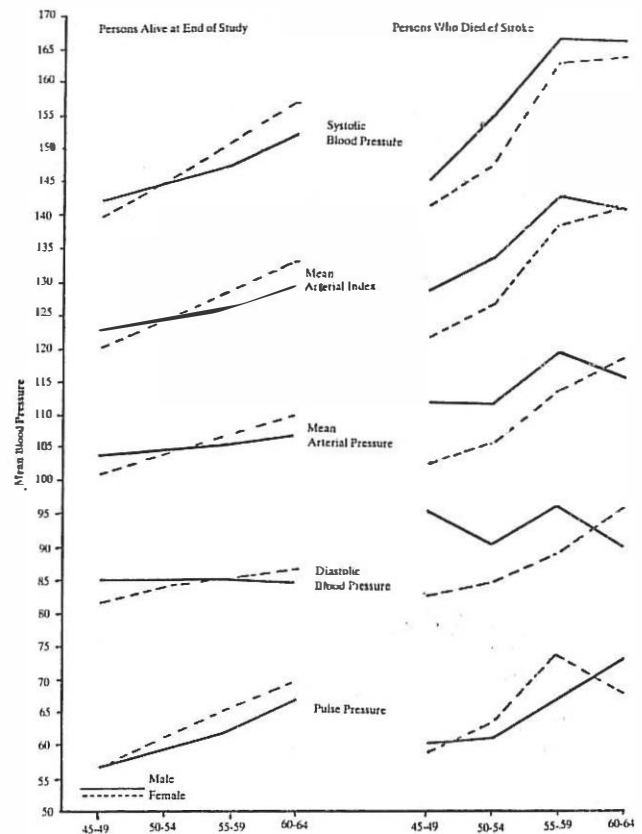 Persons Alive at End of Study
Persons Who Died of Stroke
170
165
160
155
150
145
140
135
130
125
120
115
110
105
100
95
90
85
80
75
70
65
60
55
50
Mean Blood Pressure
Systolic
Blood Pressure
Mean
Arterial Index
Mean
Arterial Pressure
Diastolic
Blood Pressure
Pulse Pressure
Male
Female
45-49 50-54 55-59 60-64
45-49 50-54 55-59 60-64